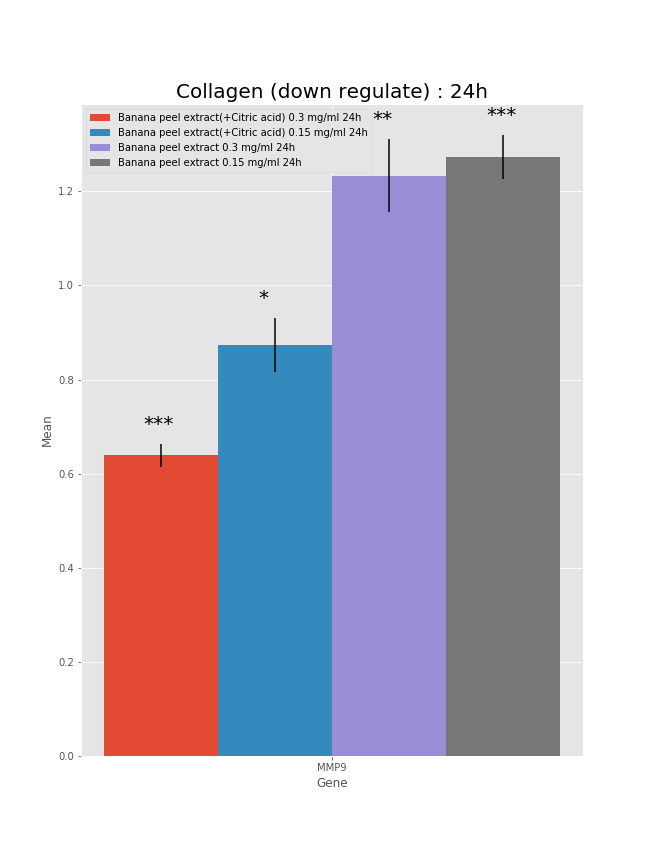 Collagen (down regulate) : 24h
Banana peel extract(+Citric acid) 0.3 mg/ml 24h
Banana peel extract(+Citric acid) 0.15 mg/ml 24h
Banana peel extract 0.3 mg/ml 24h
Banana peel extract 0.15 mg/ml 24h
**
***
*
***
1.2
1.0
0.8
0.6
0.4
0.2
0.0
Mean
MMP9
Gene